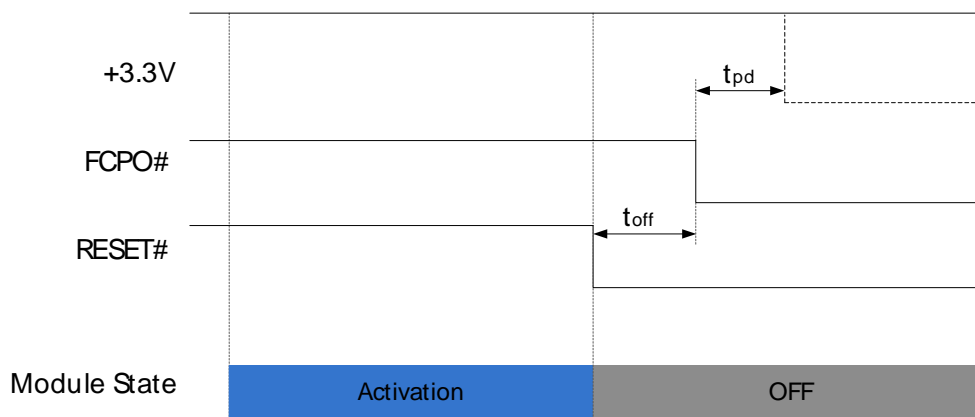 +3.3V
tpd
FCPO#
toff
RESET#
Module State
Activation
OFF